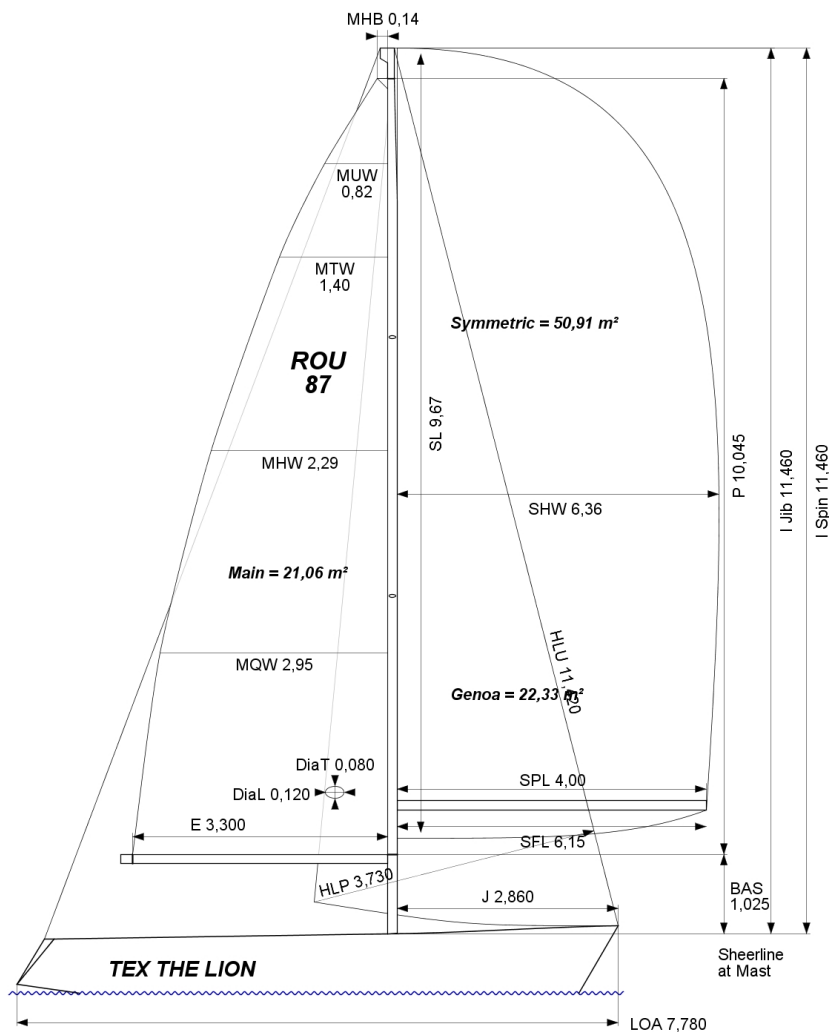 MHB 0,14
MUW
0,82
MTW
1,40
Symmetric = 50,91 m²
ROU
87
SL 9,67
P 10,045
I Jib 11,460
I Spin 11,460
MHW 2,29
SHW 6,36
Main = 21,06 m²
MQW 2,95
Genoa = 22,33 m²
DiaT 0,080
DiaL 0,120
SPL 4,00
E 3,300
SFL 6,15
HLP 3,730
J 2,860
BAS
1,025
Sheerline
at Mast
TEX THE LION
LOA 7,780